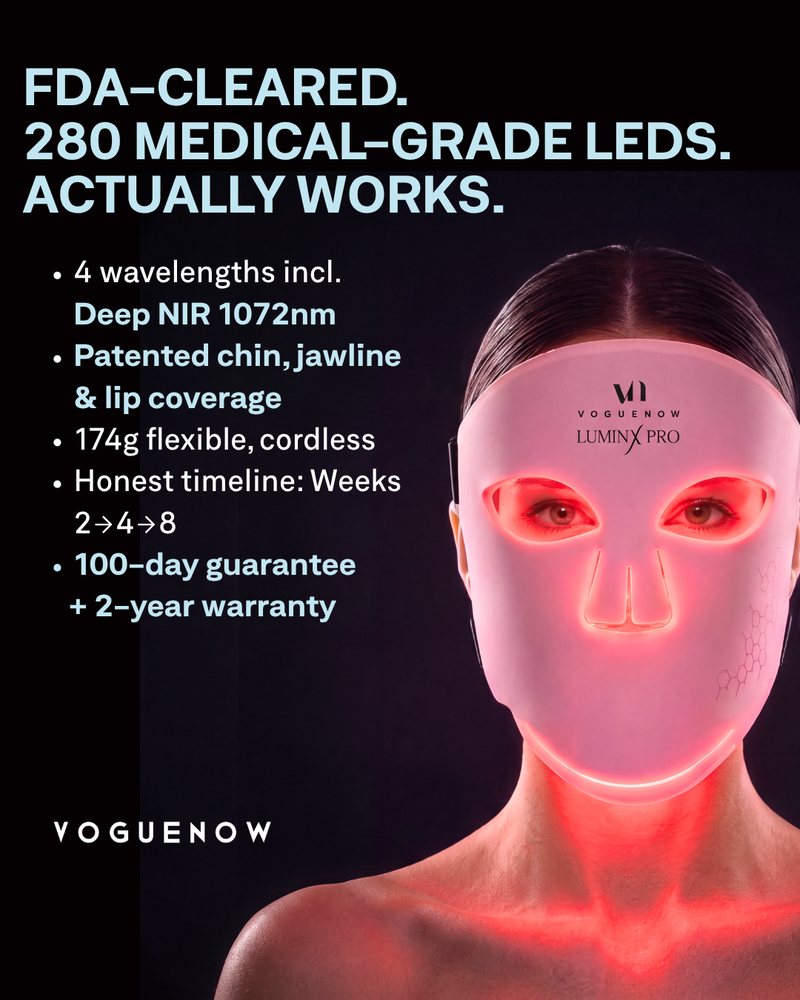 FDA–CLEARED.
280 MEDICAL–GRADE LEDS.
ACTUALLY WORKS.
• 4 wavelengths incl.
Deep NIR 1072nm
• Patented chin, jawline
& lip coverage
• 174g flexible, cordless
• Honest timeline: Weeks
2→4→8
• 100–day guarantee
+ 2–year warranty
VOGUENOW
LUMINX PRO
VOGUENOW